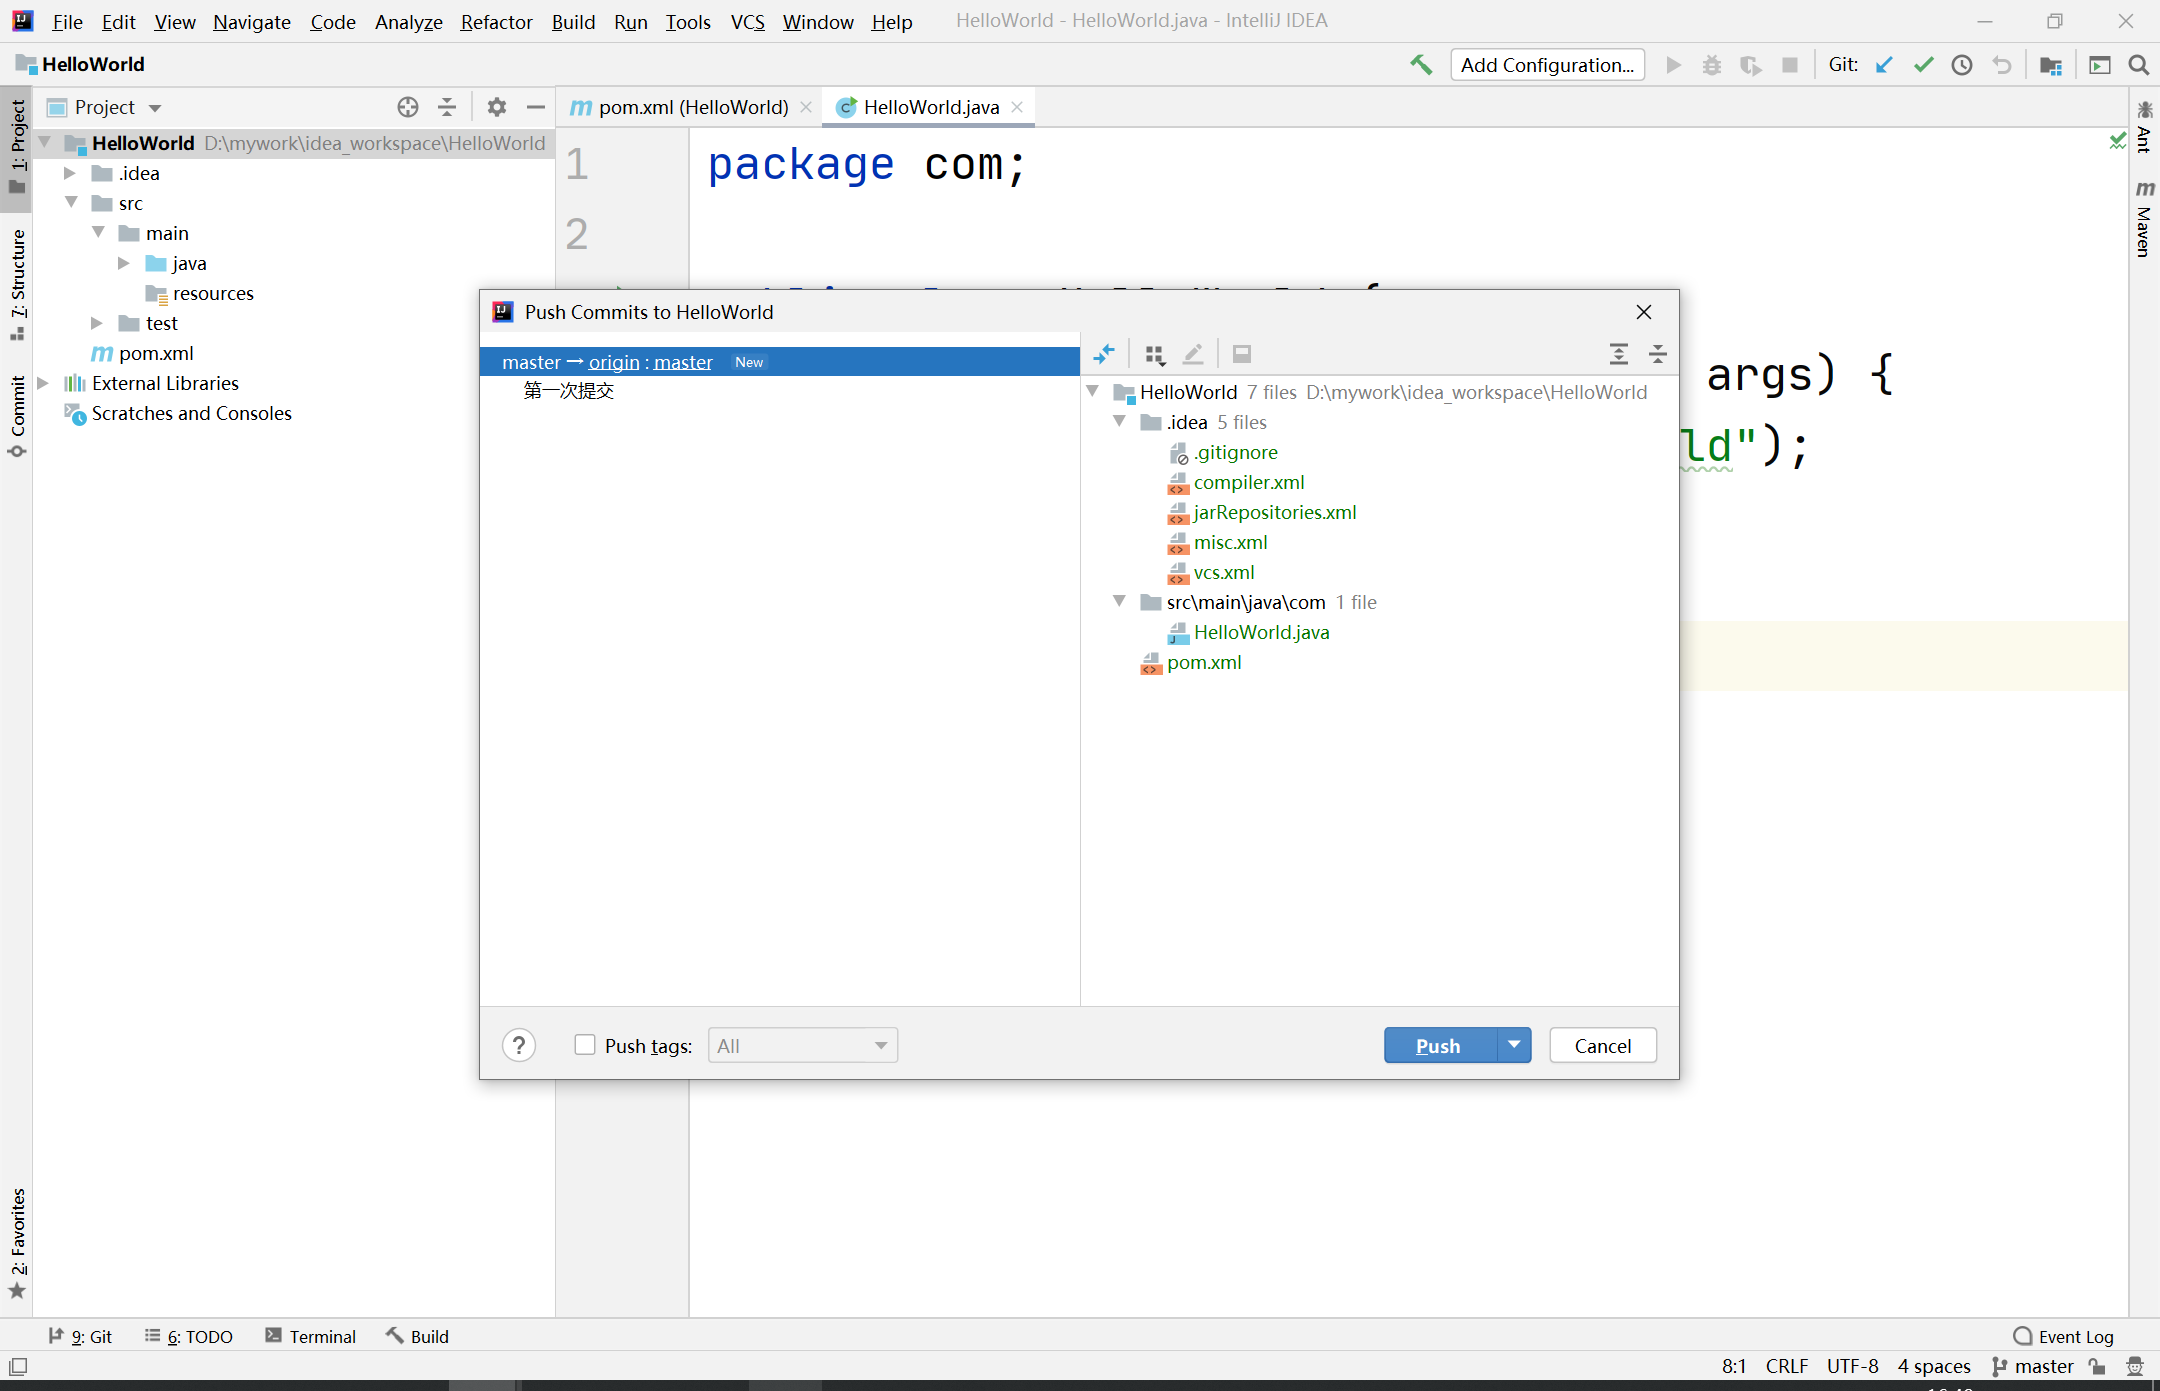 File Edit View Navigate Code Analyze Refactor Build Run Tools VCS Window Help HelloWorld - HelloWorld.java - IntelliJ IDEA
HelloWorld Add Configuration... Git:
1: Project
7: Structure
Commit
2: Favorites
Project
HelloWorld D:\mywork\idea_workspace\HelloWorld
.idea
src
main
java
resources
test
pom.xml
External Libraries
Scratches and Consoles
pom.xml (HelloWorld) HelloWorld.java
1 package com;
2
args) {
ld");
Ant
Maven
Push Commits to HelloWorld
master → origin : master New
第一次提交
HelloWorld 7 files D:\mywork\idea_workspace\HelloWorld
.idea 5 files
.gitignore
compiler.xml
jarRepositories.xml
misc.xml
vcs.xml
src\main\java\com 1 file
HelloWorld.java
pom.xml
? Push tags: All Push Cancel
9: Git 6: TODO Terminal Build Event Log
8:1 CRLF UTF-8 4 spaces master